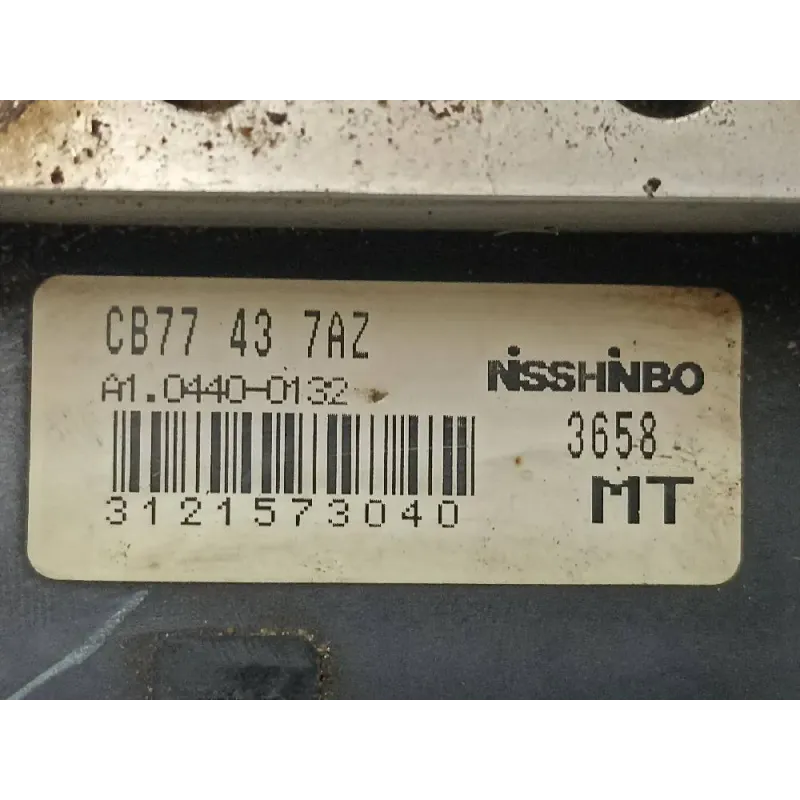 CB77 43 7AZ
A1.0440-0132
NISSHINBO
3658
3121573040
MT